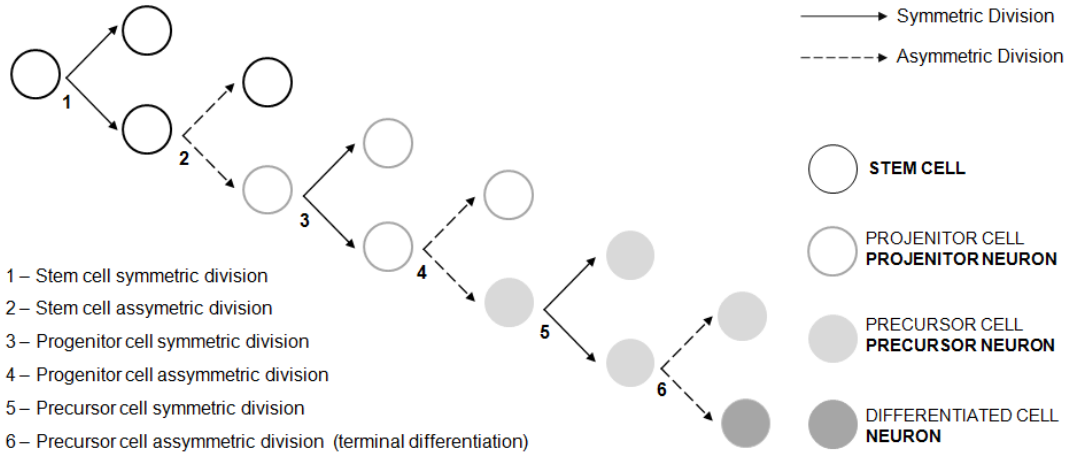 Symmetric Division
Asymmetric Division
1
2
3
4
5
6
STEM CELL
PROJENITOR CELL
PROJENITOR NEURON
PRECURSOR CELL
PRECURSOR NEURON
DIFFERENTIATED CELL
NEURON
1 – Stem cell symmetric division
2 – Stem cell assymetric division
3 – Progenitor cell symmetric division
4 – Progenitor cell assymmetric division
5 – Precursor cell symmetric division
6 – Precursor cell assymmetric division (terminal differentiation)